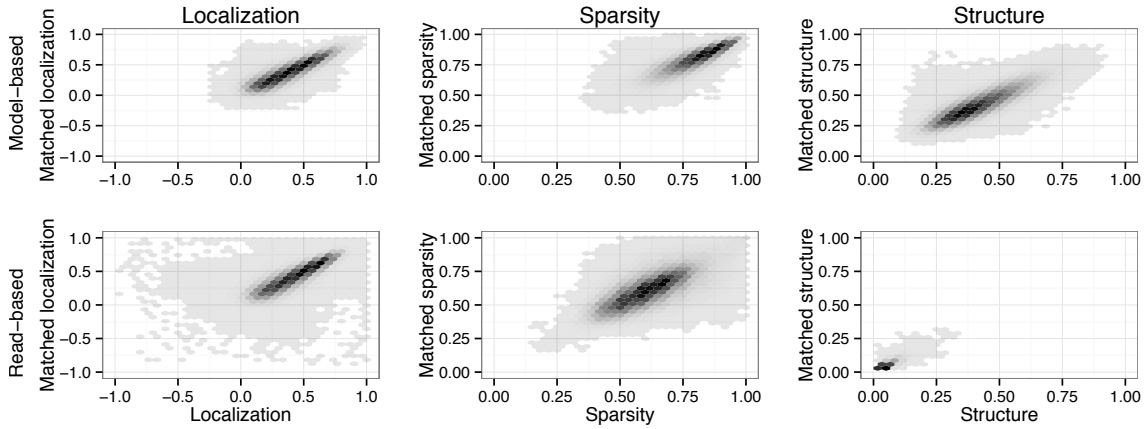 Localization
Sparsity
Structure
Model-based
Matched localization
1.0
0.5
0.0
−0.5
−1.0
−1.0 −0.5 0.0 0.5 1.0
Matched sparsity
1.00
0.75
0.50
0.25
0.00
0.00 0.25 0.50 0.75 1.00
Matched structure
1.00
0.75
0.50
0.25
0.00
0.00 0.25 0.50 0.75 1.00
Read-based
Matched localization
1.0
0.5
0.0
−0.5
−1.0
−1.0 −0.5 0.0 0.5 1.0
Localization
Matched sparsity
1.00
0.75
0.50
0.25
0.00
0.00 0.25 0.50 0.75 1.00
Sparsity
Matched structure
1.00
0.75
0.50
0.25
0.00
0.00 0.25 0.50 0.75 1.00
Structure